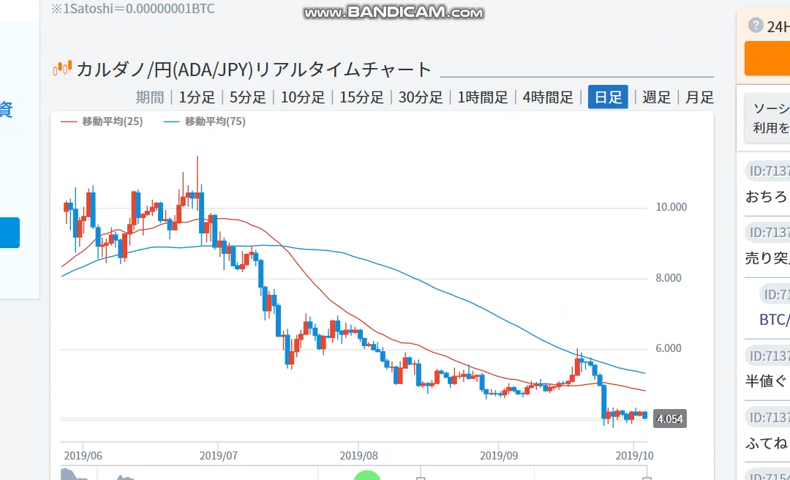 ※1Satoshi＝0.00000001BTC
www.BANDICAM.com
カルダノ/円(ADA/JPY)リアルタイムチャート
期間 | 1分足 | 5分足 | 10分足 | 15分足 | 30分足 | 1時間足 | 4時間足 | 日足 | 週足 | 月足
移動平均(25) 移動平均(75)
10.000
8.000
6.000
4.054
2019/06 2019/07 2019/08 2019/09 2019/10
資
? 24H
ソーシ
利用を
ID:7137
おちろ
ID:7137
売り突
ID:71
BTC/
ID:7137
半値ぐ
ID:7137
ふてね
ID:7154